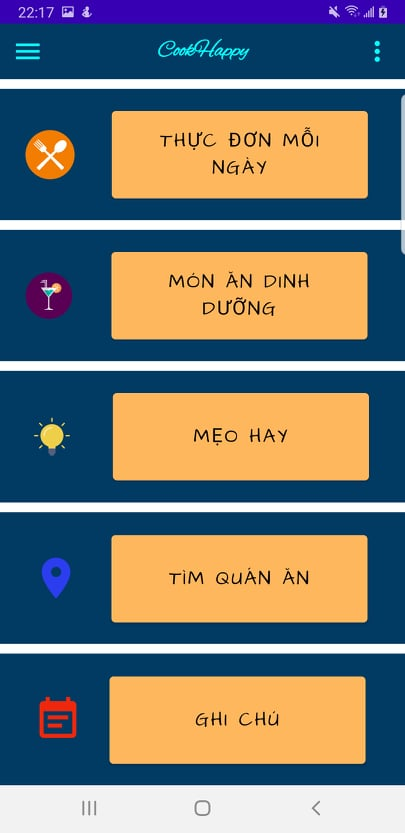 22:17
CookHappy
THỰC ĐƠN MỖI
NGÀY
MÓN ĂN DINH
DƯỠNG
MẸO HAY
TÌM QUÁN ĂN
GHI CHÚ